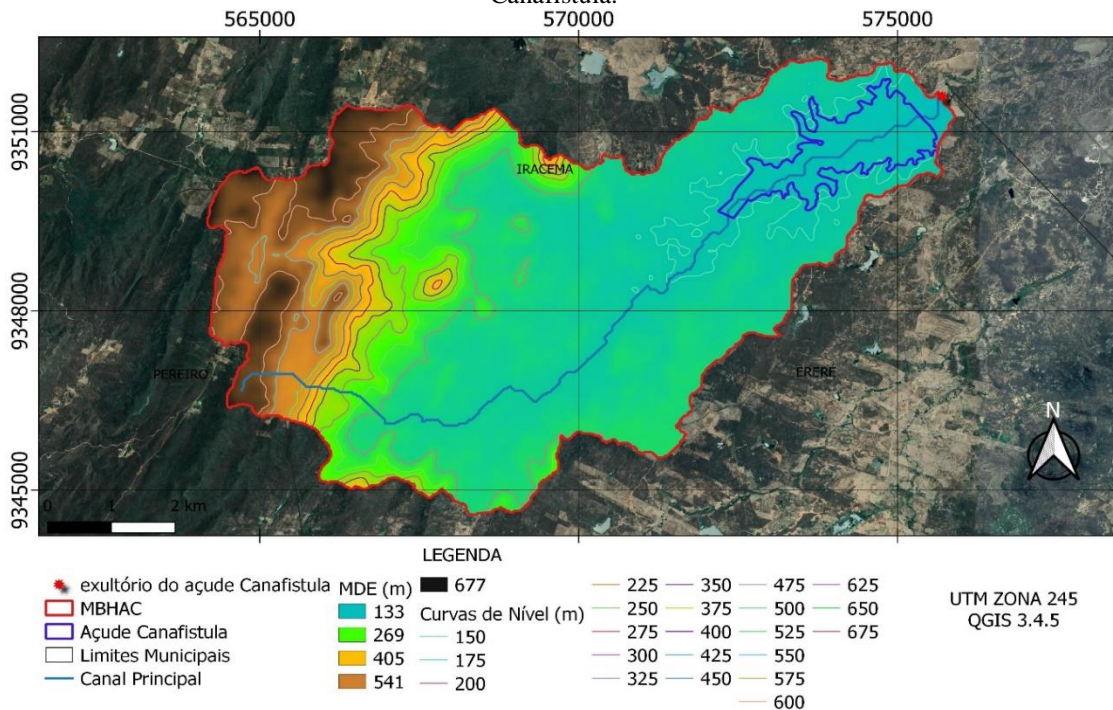 Canafístula.
565000 570000 575000
9351000
9348000
9345000
IRACEMA
PEREIRO
ERERE
N
0 1 2 km
LEGENDA
exultório do açude Canafistula
MBHAC
Açude Canafistula
Limites Municipais
Canal Principal
MDE (m)
133
269
405
541
677
Curvas de Nível (m)
150
175
200
225
250
275
300
325
350
375
400
425
450
475
500
525
550
575
600
625
650
675
UTM ZONA 245
QGIS 3.4.5